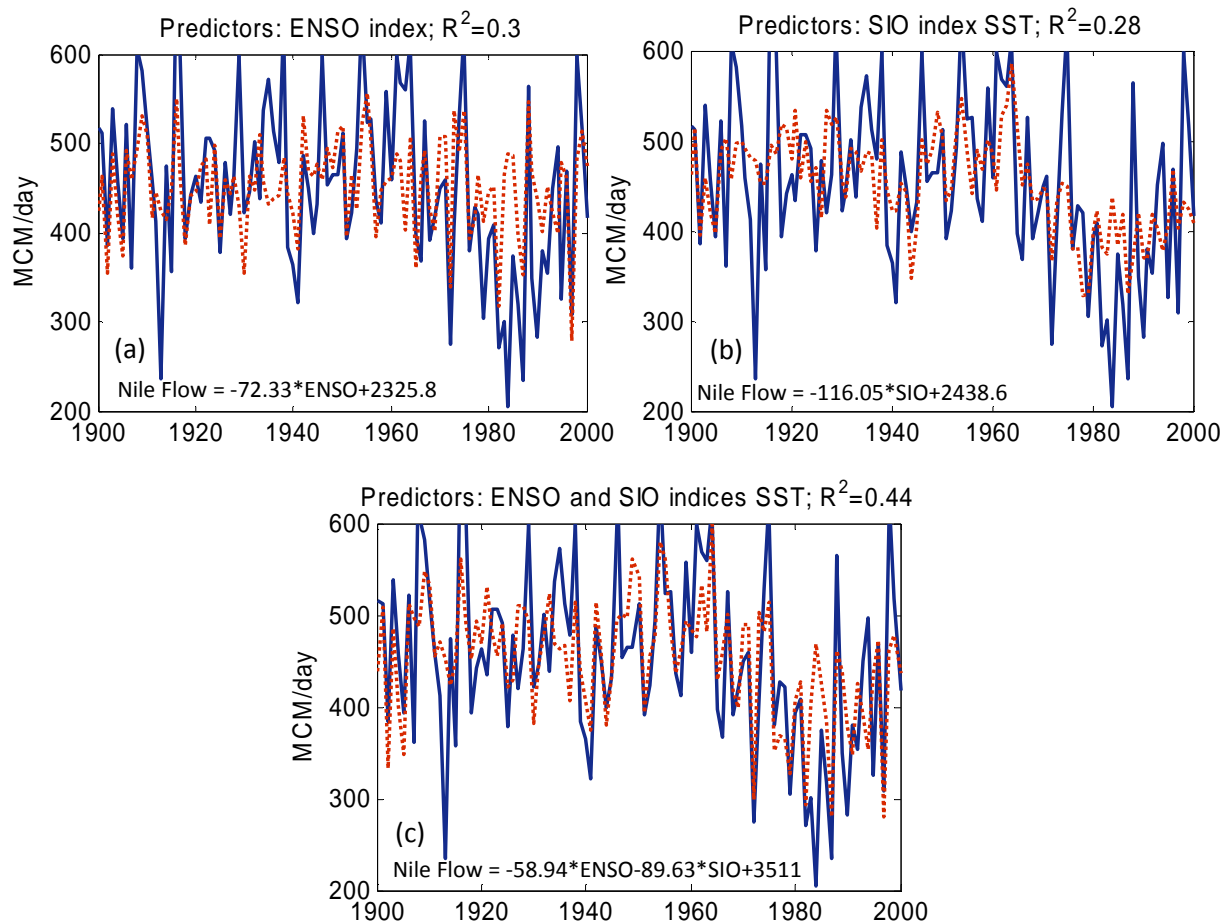 Predictors: ENSO index; R²=0.3
600
500
400
300
200
MCM/day
(a)
Nile Flow = -72.33*ENSO+2325.8
1900 1920 1940 1960 1980 2000
Predictors: SIO index SST; R²=0.28
600
500
400
300
200
MCM/day
(b)
Nile Flow = -116.05*SIO+2438.6
1900 1920 1940 1960 1980 2000
Predictors: ENSO and SIO indices SST; R²=0.44
600
500
400
300
200
MCM/day
(c)
Nile Flow = -58.94*ENSO-89.63*SIO+3511
1900 1920 1940 1960 1980 2000